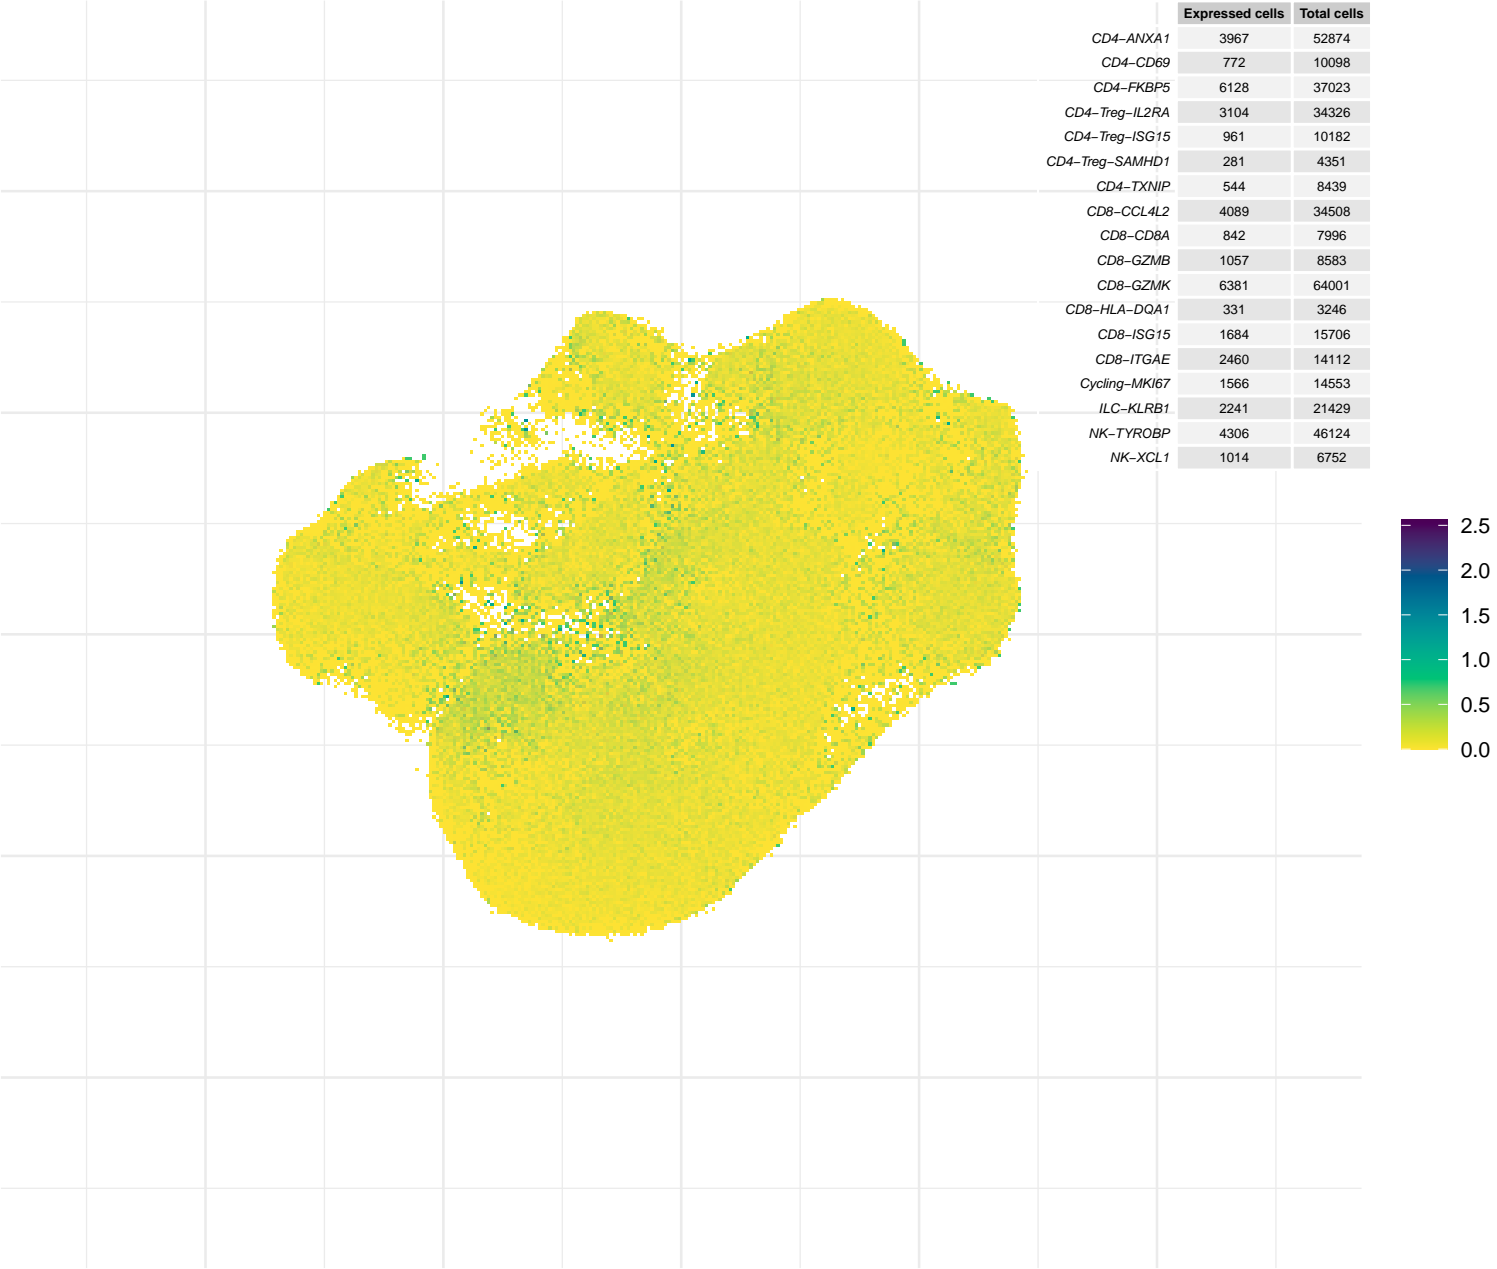 Expressed cells Total cells
CD4−ANXA1 3967 52874
CD4−CD69 772 10098
CD4−FKBP5 6128 37023
CD4−Treg−IL2RA 3104 34326
CD4−Treg−ISG15 961 10182
CD4−Treg−SAMHD1 281 4351
CD4−TXNIP 544 8439
CD8−CCL4L2 4089 34508
CD8−CD8A 842 7996
CD8−GZMB 1057 8583
CD8−GZMK 6381 64001
CD8−HLA−DQA1 331 3246
CD8−ISG15 1684 15706
CD8−ITGAE 2460 14112
Cycling−MKI67 1566 14553
ILC−KLRB1 2241 21429
NK−TYROBP 4306 46124
NK−XCL1 1014 6752
2.5
2.0
1.5
1.0
0.5
0.0